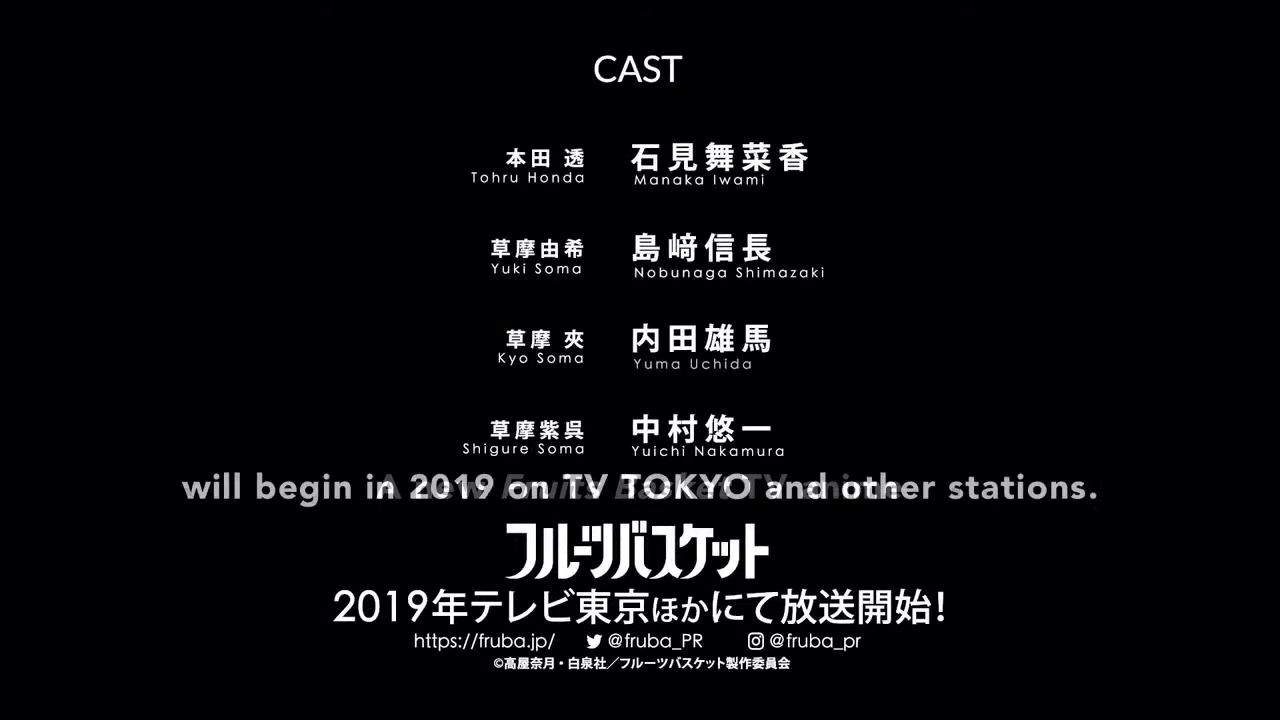 CAST
本田 透 石見舞菜香
Tohru Honda Manaka Iwami
草摩由希 島﨑信長
Yuki Soma Nobunaga Shimazaki
草摩 夾 内田雄馬
Kyo Soma Yuma Uchida
草摩紫呉 中村悠一
Shigure Soma Yuichi Nakamura
will begin in 2019 on TV TOKYO and other stations.
A new Fruits Basket TV anime
フルーツバスケット
2019年テレビ東京ほかにて放送開始!
https://fruba.jp/ @fruba_PR @fruba_pr
©高屋奈月・白泉社／フルーツバスケット製作委員会